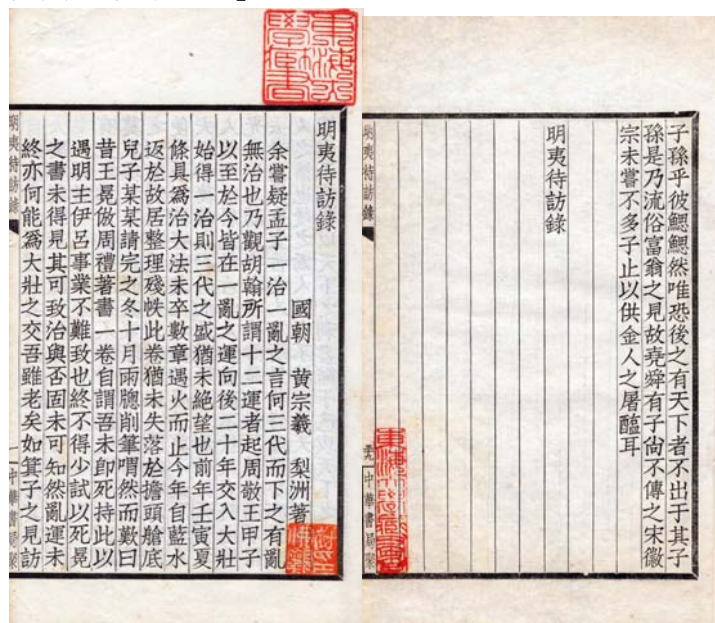 明夷待訪錄
國朝 黃宗羲 梨洲著
余嘗疑孟子一治一亂之言何三代而下之有亂
無治也乃觀胡翰所謂十二運者起周敬王甲子
以至於今皆在一亂之運向後二十年交入大壯
始得一治則三代之盛猶未絕望也前年壬寅夏
條具爲治大法未卒數章遇火而止今年自藍水
返於故居整理殘帙此卷猶未失落於擔頭艙底
兒子某某請完之冬十月雨牕削筆喟然而歎曰
昔王冕倣周禮著書一卷自謂吾未卽死持此以
遇明主伊呂事業不難致也終不得少試以死冕
之書未得見其可致治與否固未可知然亂運未
終亦何能爲大壯之交吾雖老矣如箕子之見訪
明夷待訪錄 一 中華書局聚
子孫乎彼鰓鰓然唯恐後之有天下者不出于其子
孫是乃流俗富翁之見故堯舜有子尙不傳之宋徽
宗未嘗不多子止以供金人之屠醢耳
明夷待訪錄
明夷待訪錄 中華書局聚